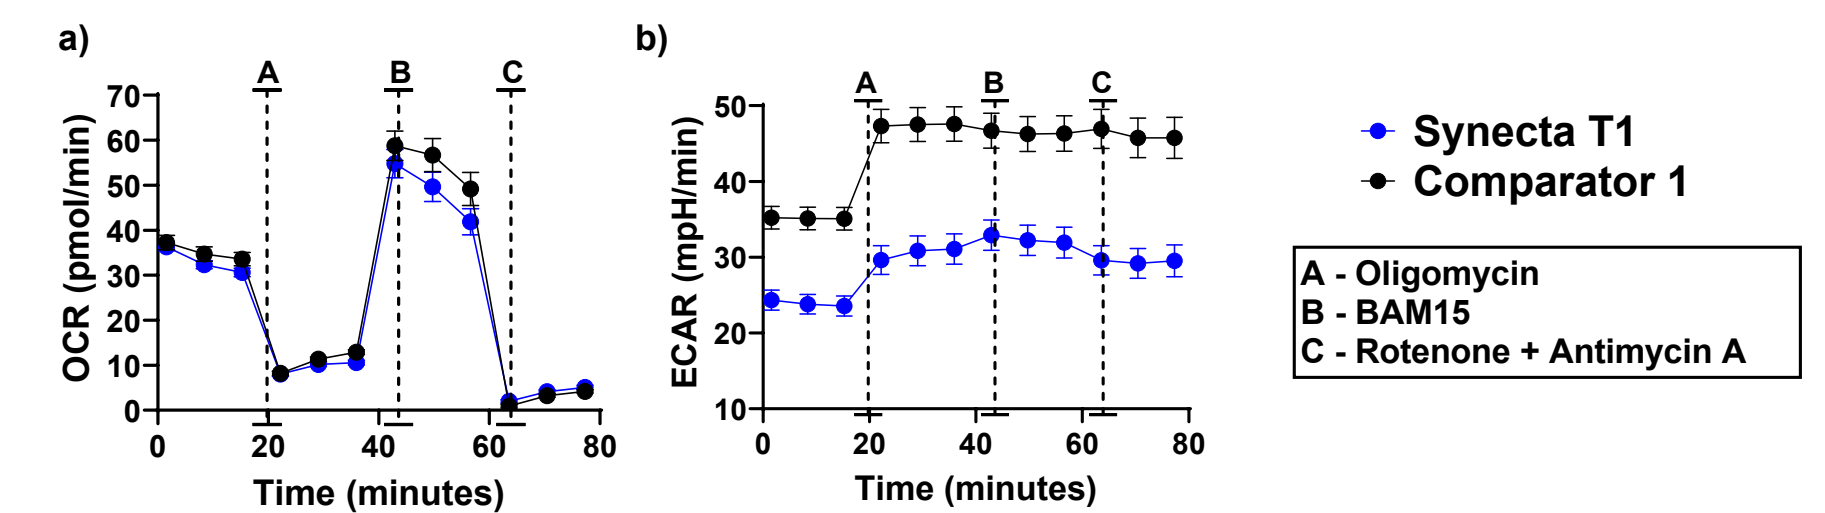 a)
A B C
70
60
50
40
30
20
10
0
0 20 40 60 80
OCR (pmol/min)
Time (minutes)
b)
A B C
50
40
30
20
10
0 20 40 60 80
ECAR (mpH/min)
Time (minutes)
Synecta T1
Comparator 1
A - Oligomycin
B - BAM15
C - Rotenone + Antimycin A